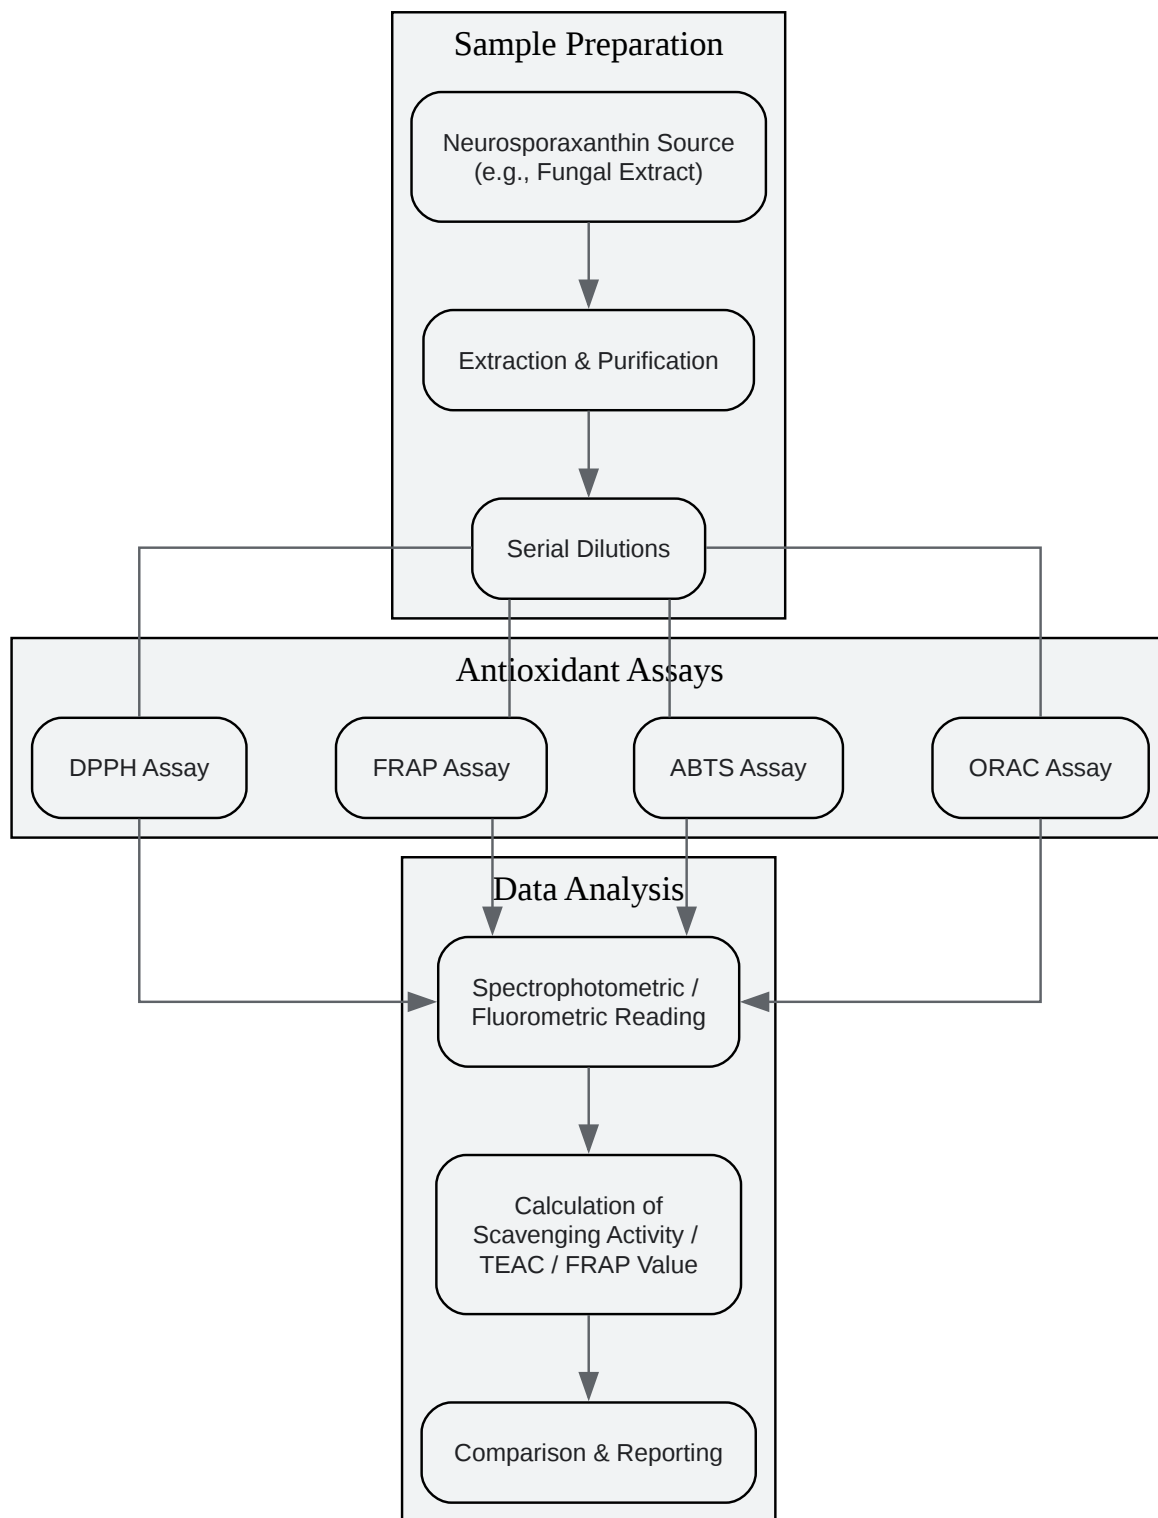 Sample Preparation
Neurosporaxanthin Source
(e.g., Fungal Extract)
Extraction & Purification
Serial Dilutions
Antioxidant Assays
DPPH Assay
FRAP Assay
ABTS Assay
ORAC Assay
Data Analysis
Spectrophotometric /
Fluorometric Reading
Calculation of
Scavenging Activity /
TEAC / FRAP Value
Comparison & Reporting